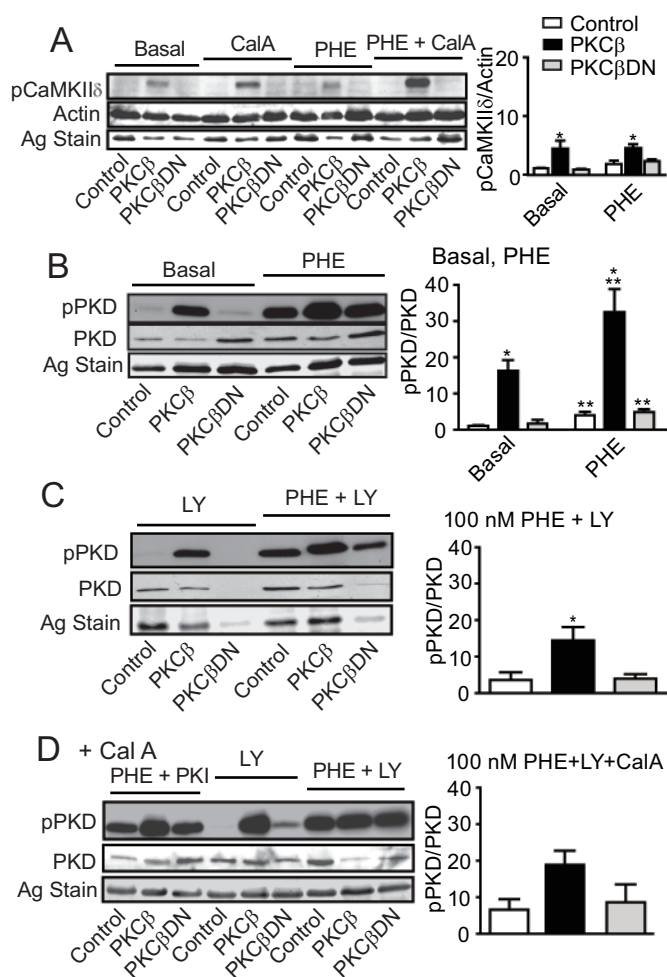 A
Basal CalA PHE PHE + CalA
pCaMKIIδ
Actin
Ag Stain
Control PKCβ PKCβDN Control PKCβ PKCβDN Control PKCβ PKCβDN Control PKCβ PKCβDN
Control
PKCβ
PKCβDN
pCaMKIIδ/Actin
20
10
0
* *
Basal PHE
B
Basal PHE
pPKD
PKD
Ag Stain
Control PKCβ PKCβDN Control PKCβ PKCβDN
Basal, PHE
pPKD/PKD
40
30
20
10
0
*
**
*
** **
Basal PHE
C
LY PHE + LY
pPKD
PKD
Ag Stain
Control PKCβ PKCβDN Control PKCβ PKCβDN
100 nM PHE + LY
pPKD/PKD
40
30
20
10
0
*
D + Cal A
PHE + PKI LY PHE + LY
pPKD
PKD
Ag Stain
Control PKCβ PKCβDN Control PKCβ PKCβDN Control PKCβ PKCβDN
100 nM PHE+LY+CalA
pPKD/PKD
40
30
20
10
0